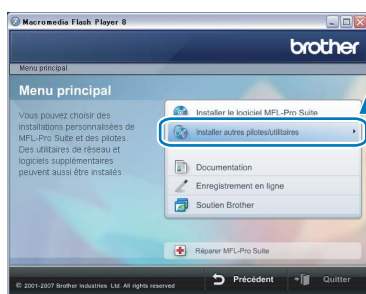 Macromedia Flash Player 8
brother
Menu principal
Menu principal
Vous pouvez choisir des
installations personnalisées de
MFL-Pro Suite et des pilotes.
Des utilitaires de réseau et
logiciels supplémentaires
peuvent aussi être installés.
Installer le logiciel MFL-Pro Suite
Installer autres pilotes/utilitaires
Documentation
Enregistrement en ligne
Soutien Brother
Réparer MFL-Pro Suite
© 2001-2007 Brother Industries Ltd. All rights reserved
Précédent
Quitter